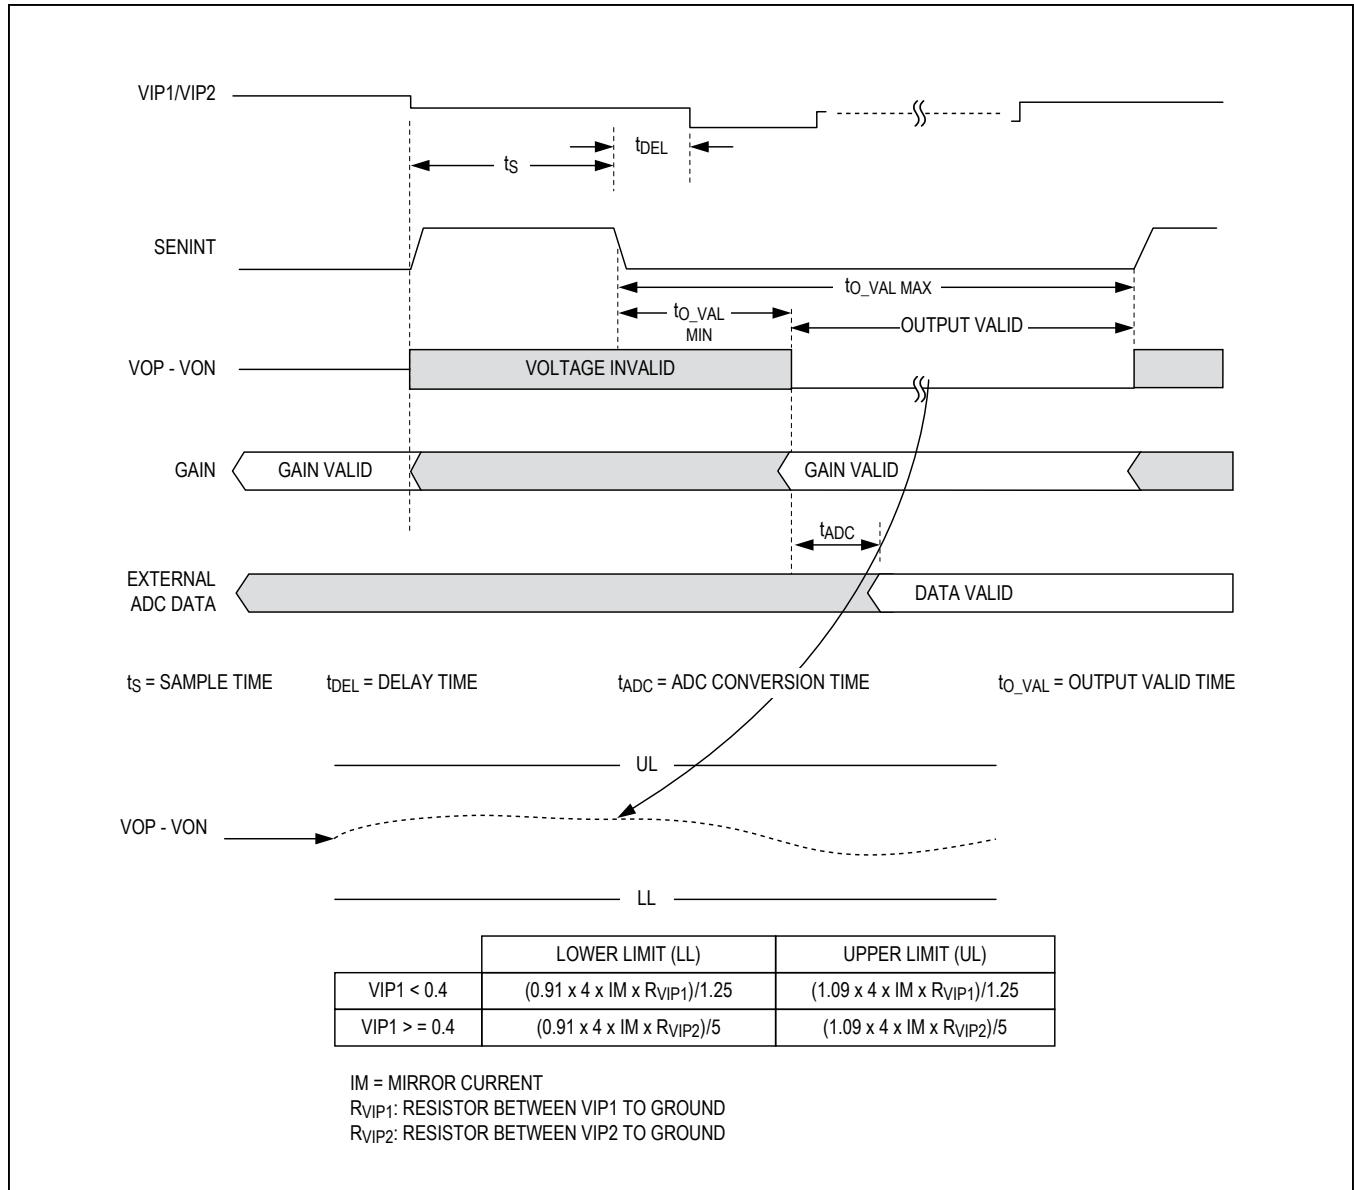 VIP1/VIP2
tDEL
tS
SENINT
tO_VAL MAX
tO_VAL
MIN
OUTPUT VALID
VOP - VON
VOLTAGE INVALID
GAIN
GAIN VALID
GAIN VALID
tADC
EXTERNAL
ADC DATA
DATA VALID
tS = SAMPLE TIME
tDEL = DELAY TIME
tADC = ADC CONVERSION TIME
tO_VAL = OUTPUT VALID TIME
UL
VOP - VON
LL
LOWER LIMIT (LL)
UPPER LIMIT (UL)
VIP1 < 0.4
(0.91 x 4 x IM x RVIP1)/1.25
(1.09 x 4 x IM x RVIP1)/1.25
VIP1 > = 0.4
(0.91 x 4 x IM x RVIP2)/5
(1.09 x 4 x IM x RVIP2)/5
IM = MIRROR CURRENT
RVIP1: RESISTOR BETWEEN VIP1 TO GROUND
RVIP2: RESISTOR BETWEEN VIP2 TO GROUND